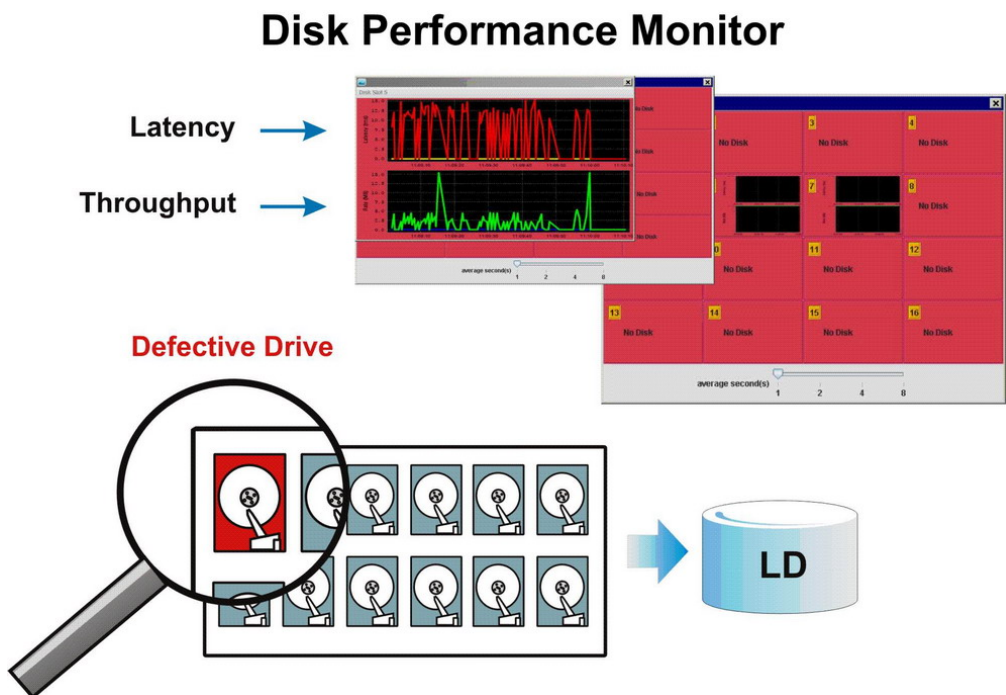 Disk Performance Monitor
Latency
Throughput
Disk Slot 5
No Disk
No Disk
No Disk
average second(s)
1 2 4 8
3 4
No Disk No Disk No Disk
7 8
No Disk
11 12
No Disk No Disk No Disk
13 14 15 16
No Disk No Disk No Disk No Disk
average second(s)
1 2 4 8
Defective Drive
LD